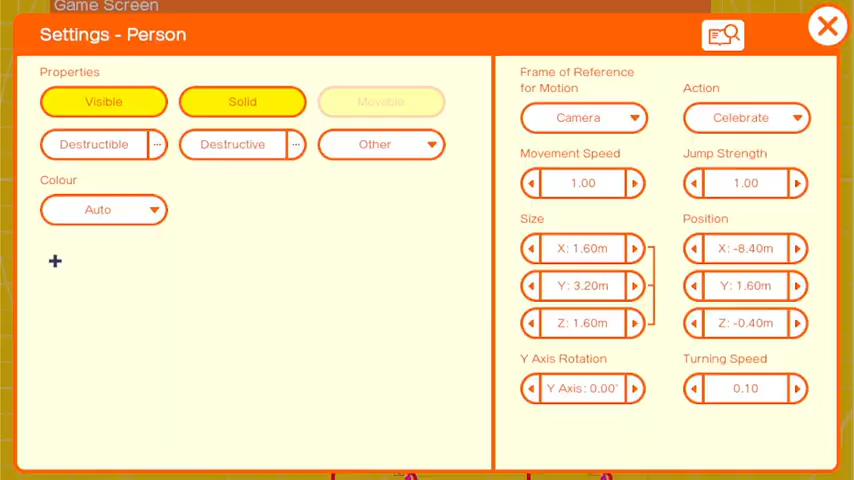 Game Screen
Settings - Person
Properties
Visible
Solid
Movable
Destructible
...
Destructive
...
Other
Colour
Auto
Frame of Reference
for Motion
Camera
Action
Celebrate
Movement Speed
1.00
Jump Strength
1.00
Size
X: 1.60m
Y: 3.20m
Z: 1.60m
Position
X: -8.40m
Y: 1.60m
Z: -0.40m
Y Axis Rotation
Y Axis: 0.00°
Turning Speed
0.10